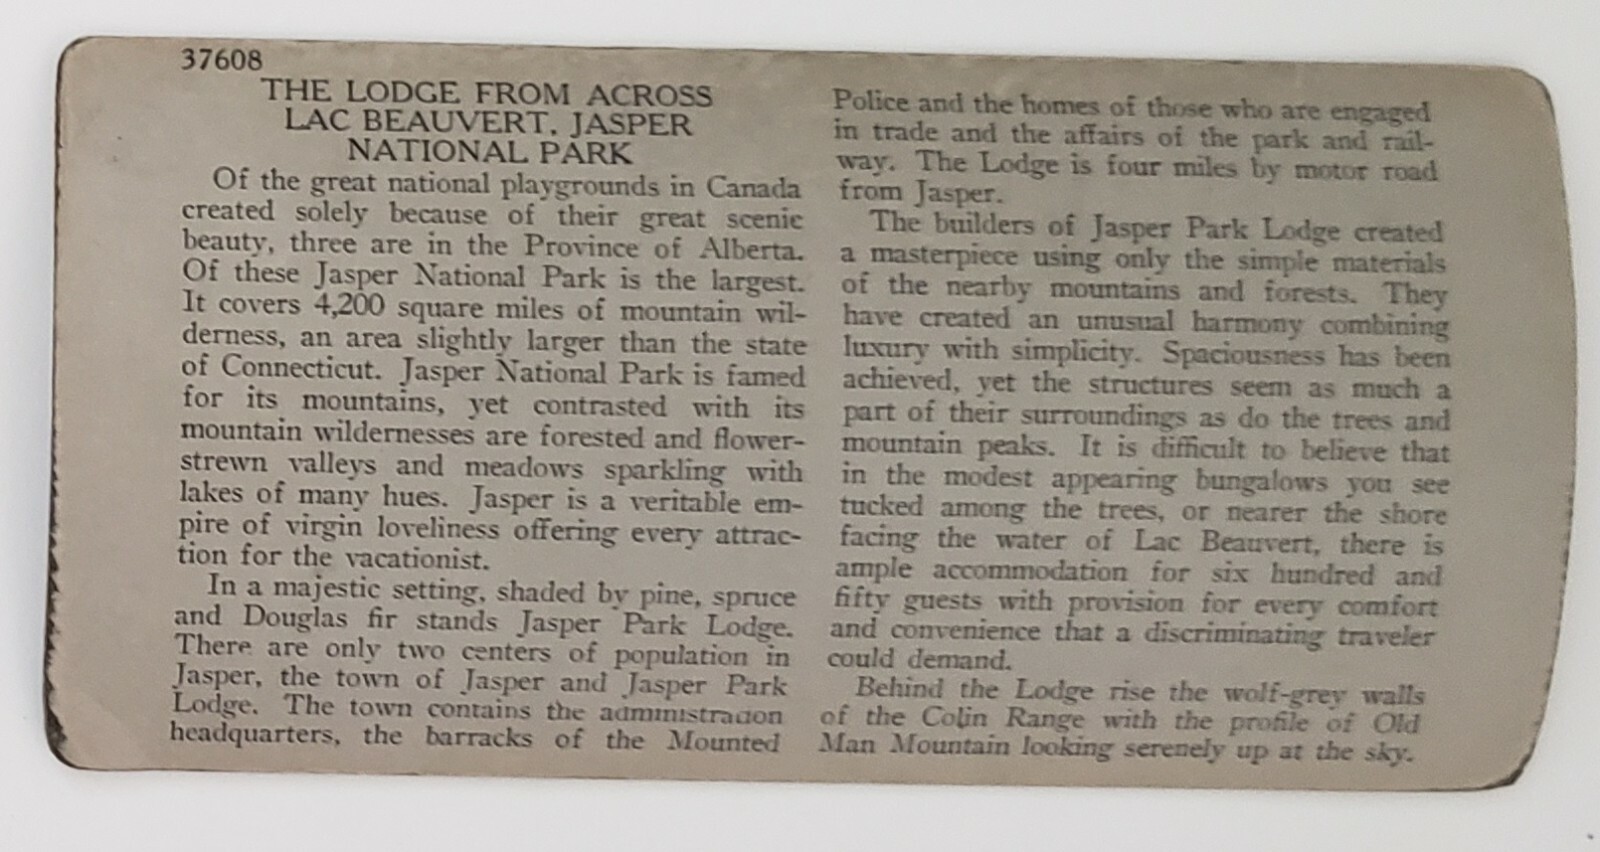 37608
THE LODGE FROM ACROSS
LAC BEAUVERT, JASPER
NATIONAL PARK
Of the great national playgrounds in Canada
created solely because of their great scenic
beauty, three are in the Province of Alberta.
Of these Jasper National Park is the largest.
It covers 4,200 square miles of mountain wil-
derness, an area slightly larger than the state
of Connecticut. Jasper National Park is famed
for its mountains, yet contrasted with its
mountain wildernesses are forested and flower-
strewn valleys and meadows sparkling with
lakes of many hues. Jasper is a veritable em-
pire of virgin loveliness offering every attrac-
tion for the vacationist.
In a majestic setting, shaded by pine, spruce
and Douglas fir stands Jasper Park Lodge.
There are only two centers of population in
Jasper, the town of Jasper and Jasper Park
Lodge. The town contains the administration
headquarters, the barracks of the Mounted
Police and the homes of those who are engaged
in trade and the affairs of the park and rail-
way. The Lodge is four miles by motor road
from Jasper.
The builders of Jasper Park Lodge created
a masterpiece using only the simple materials
of the nearby mountains and forests. They
have created an unusual harmony combining
luxury with simplicity. Spaciousness has been
achieved, yet the structures seem as much a
part of their surroundings as do the trees and
mountain peaks. It is difficult to believe that
in the modest appearing bungalows you see
tucked among the trees, or nearer the shore
facing the water of Lac Beauvert, there is
ample accommodation for six hundred and
fifty guests with provision for every comfort
and convenience that a discriminating traveler
could demand.
Behind the Lodge rise the wolf-grey walls
of the Colin Range with the profile of Old
Man Mountain looking serenely up at the sky.